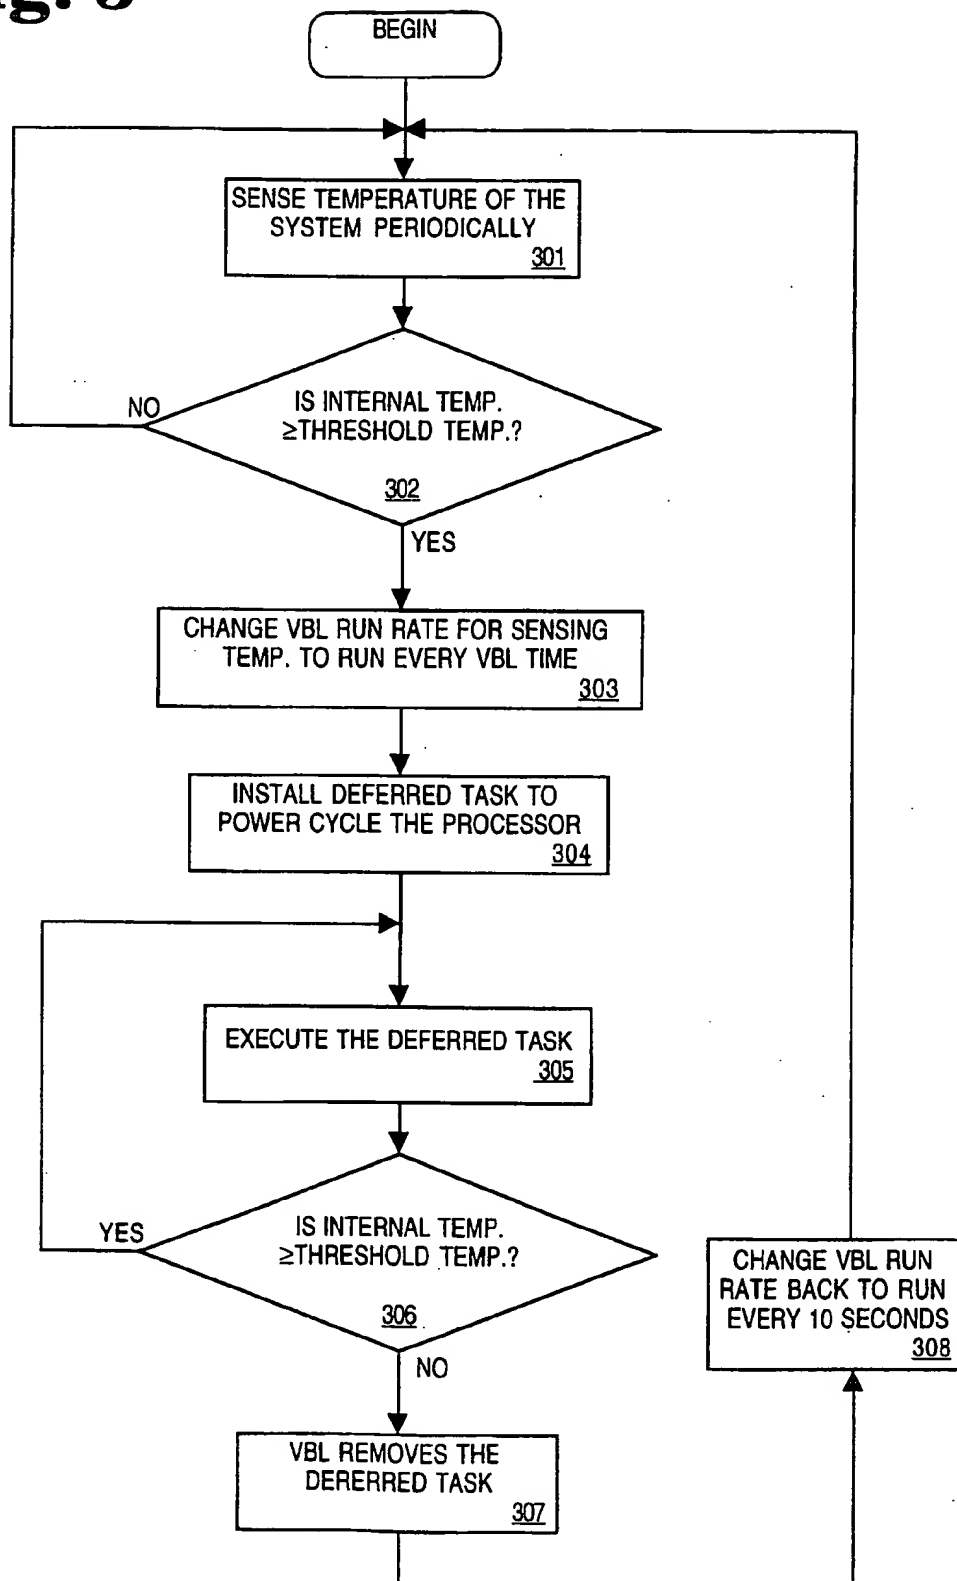 BEGIN
SENSE TEMPERATURE OF THE
SYSTEM PERIODICALLY
301
IS INTERNAL TEMP.
≥THRESHOLD TEMP.?
302
NO
YES
CHANGE VBL RUN RATE FOR SENSING
TEMP. TO RUN EVERY VBL TIME
303
INSTALL DEFERRED TASK TO
POWER CYCLE THE PROCESSOR
304
EXECUTE THE DEFERRED TASK
305
IS INTERNAL TEMP.
≥THRESHOLD TEMP.?
306
YES
NO
VBL REMOVES THE
DERERRED TASK
307
CHANGE VBL RUN
RATE BACK TO RUN
EVERY 10 SECONDS
308